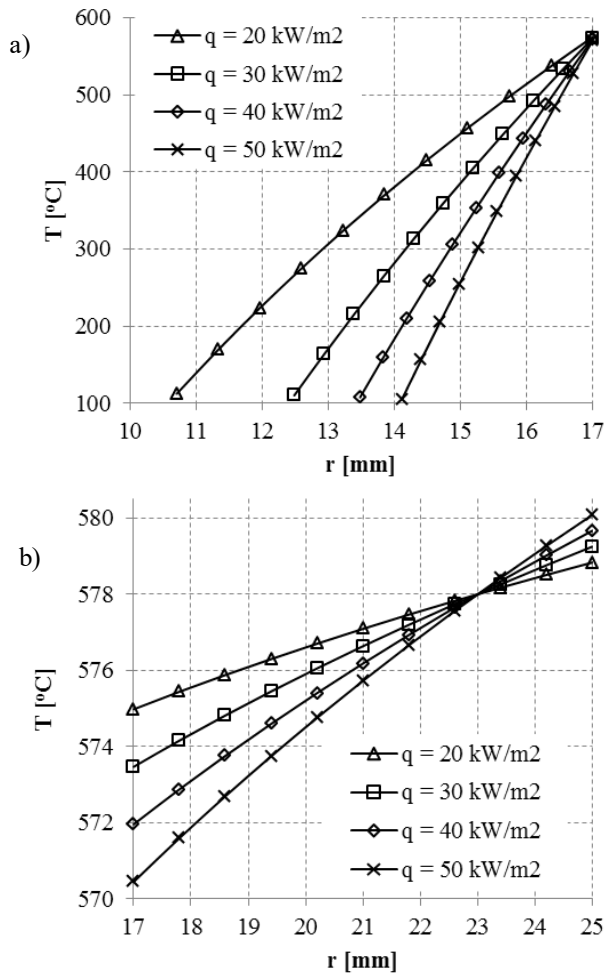 a)
600
500
400
300
200
100
T [°C]
q = 20 kW/m2
q = 30 kW/m2
q = 40 kW/m2
q = 50 kW/m2
10 11 12 13 14 15 16 17
r [mm]
b)
580
578
576
574
572
570
T [°C]
q = 20 kW/m2
q = 30 kW/m2
q = 40 kW/m2
q = 50 kW/m2
17 18 19 20 21 22 23 24 25
r [mm]